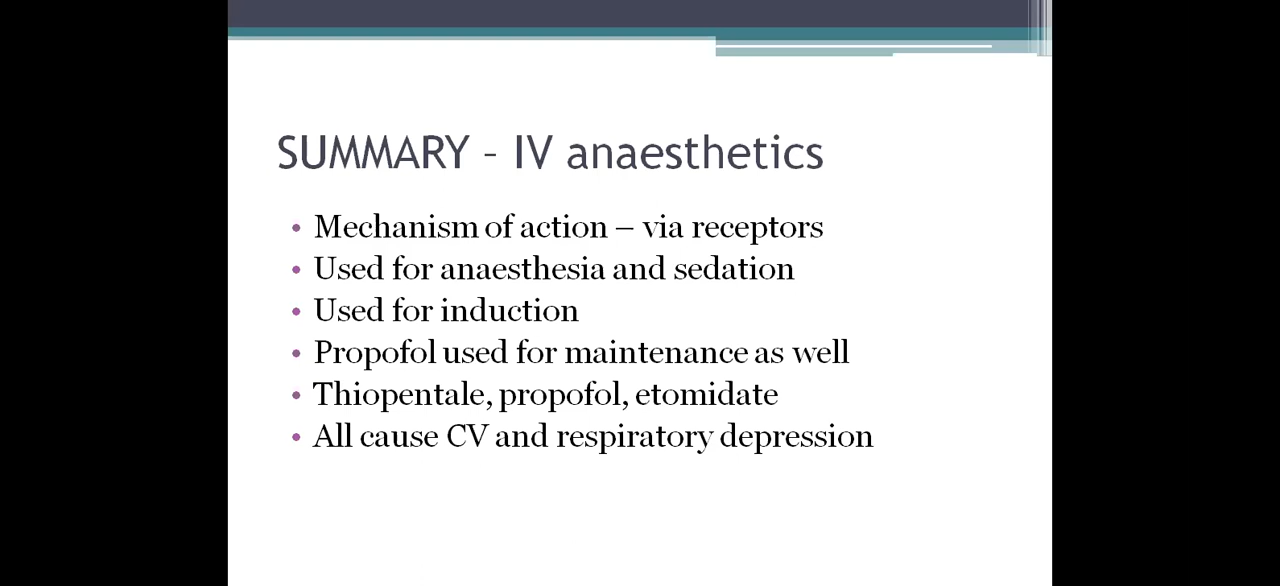 SUMMARY – IV anaesthetics
• Mechanism of action – via receptors
• Used for anaesthesia and sedation
• Used for induction
• Propofol used for maintenance as well
• Thiopentale, propofol, etomidate
• All cause CV and respiratory depression